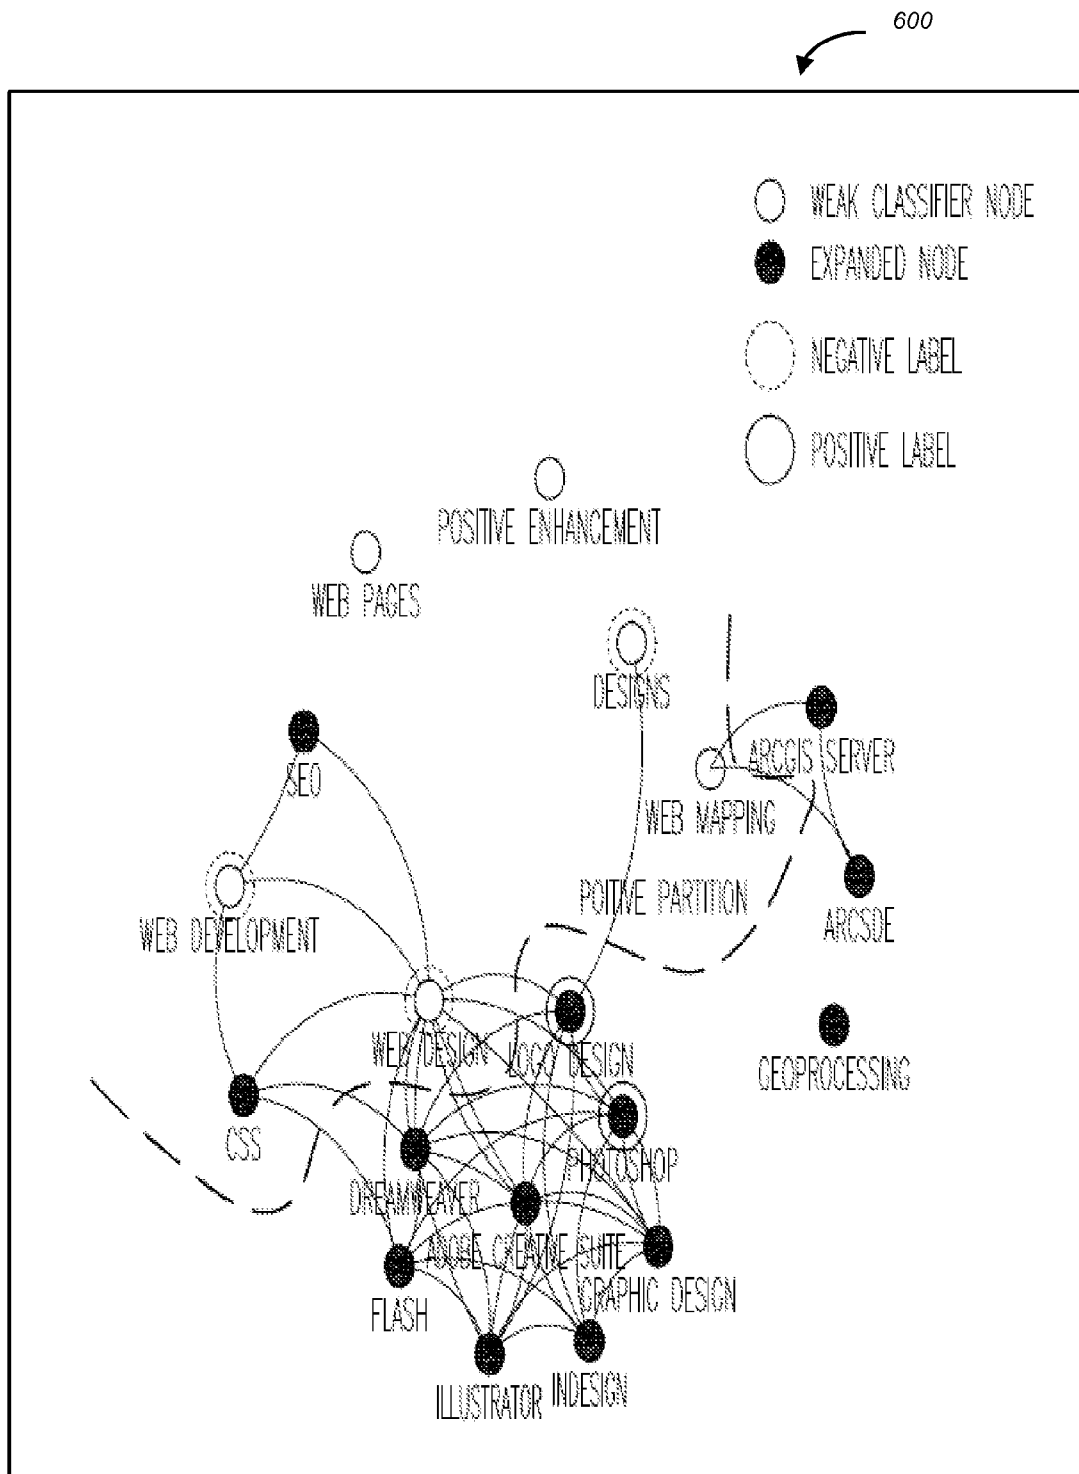 600
WEAK CLASSIFIER NODE
EXPANDED NODE
NEGATIVE LABEL
POSITIVE LABEL
POSITIVE ENHANCEMENT
WEB PAGES
DESIGNS
ARCGIS SERVER
SEO
WEB MAPPING
POITIVE PARTITION
ARCSDE
WEB DEVELOPMENT
WEB DESIGN
LOGO DESIGN
GEOPROCESSING
CSS
PHOTOSHOP
DREAMWEAVER
ADOBE CREATIVE SUITE
GRAPHIC DESIGN
FLASH
INDESIGN
ILLUSTRATOR